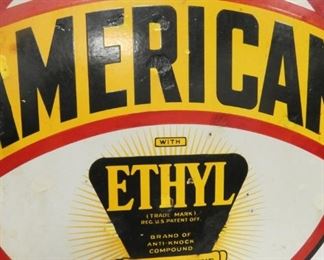 AMERICAN
WITH
ETHYL
(TRADE MARK)
REG. U.S. PATENT OFF.
BRAND OF
ANTI-KNOCK
COMPOUND